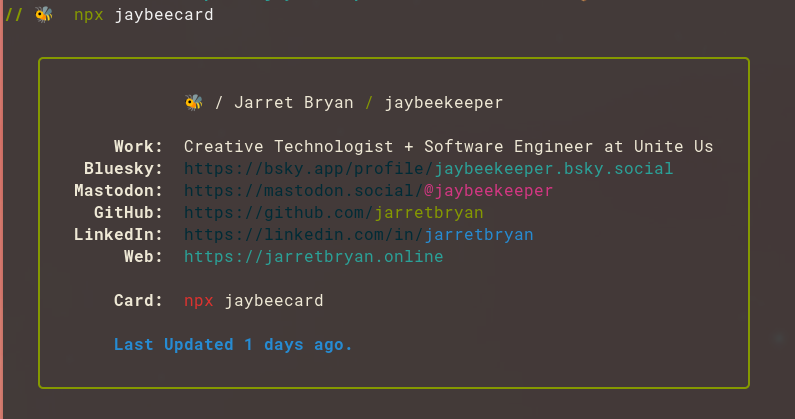 // 🐝 npx jaybeecard
🐝 / Jarret Bryan / jaybeekeeper
Work: Creative Technologist + Software Engineer at Unite Us
Bluesky: https://bsky.app/profile/jaybeekeeper.bsky.social
Mastodon: https://mastodon.social/@jaybeekeeper
GitHub: https://github.com/jarretbryan
LinkedIn: https://linkedin.com/in/jarretbryan
Web: https://jarretbryan.online
Card: npx jaybeecard
Last Updated 1 days ago.